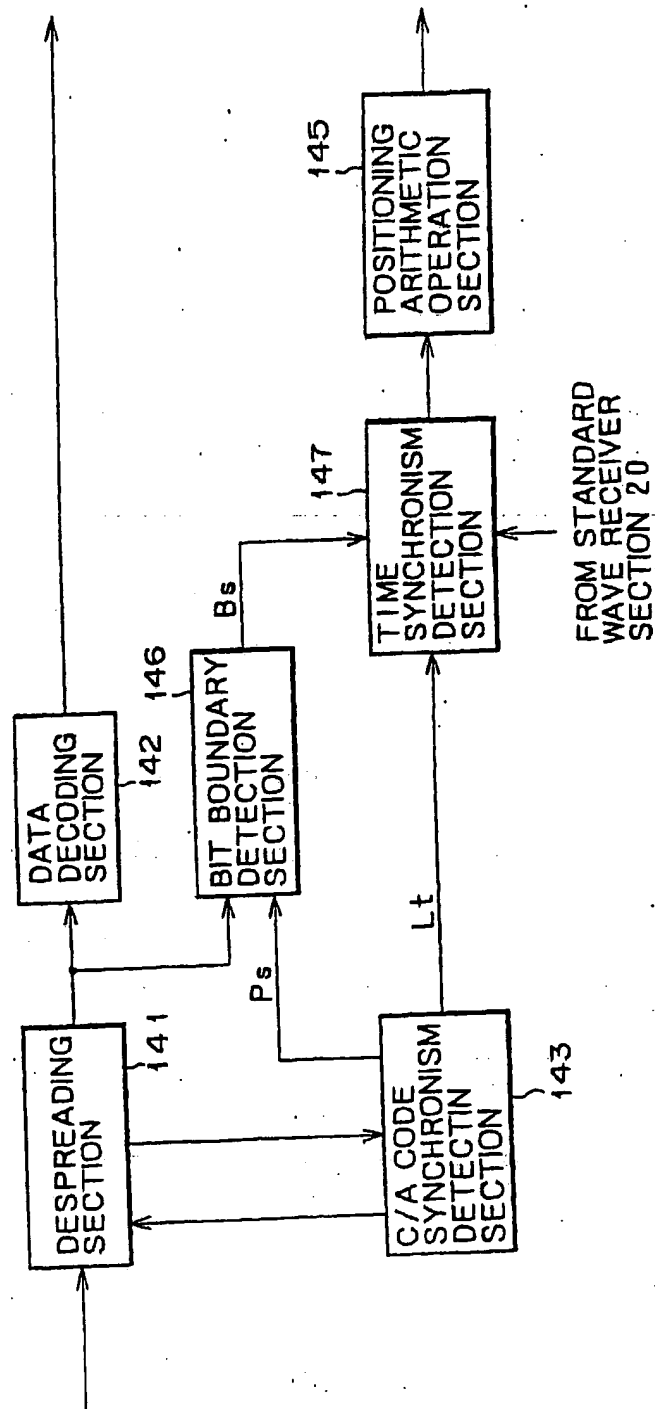 DESPREADING
SECTION
141
DATA
DECODING
SECTION
142
BIT BOUNDARY
DETECTION
SECTION
146
Ps
Bs
C/A CODE
SYNCHRONISM
DETECTIN
SECTION
143
Lt
TIME
SYNCHRONISM
DETECTION
SECTION
147
FROM STANDARD
WAVE RECEIVER
SECTION 20
POSITIONING
ARITHMETIC
OPERATION
SECTION
145